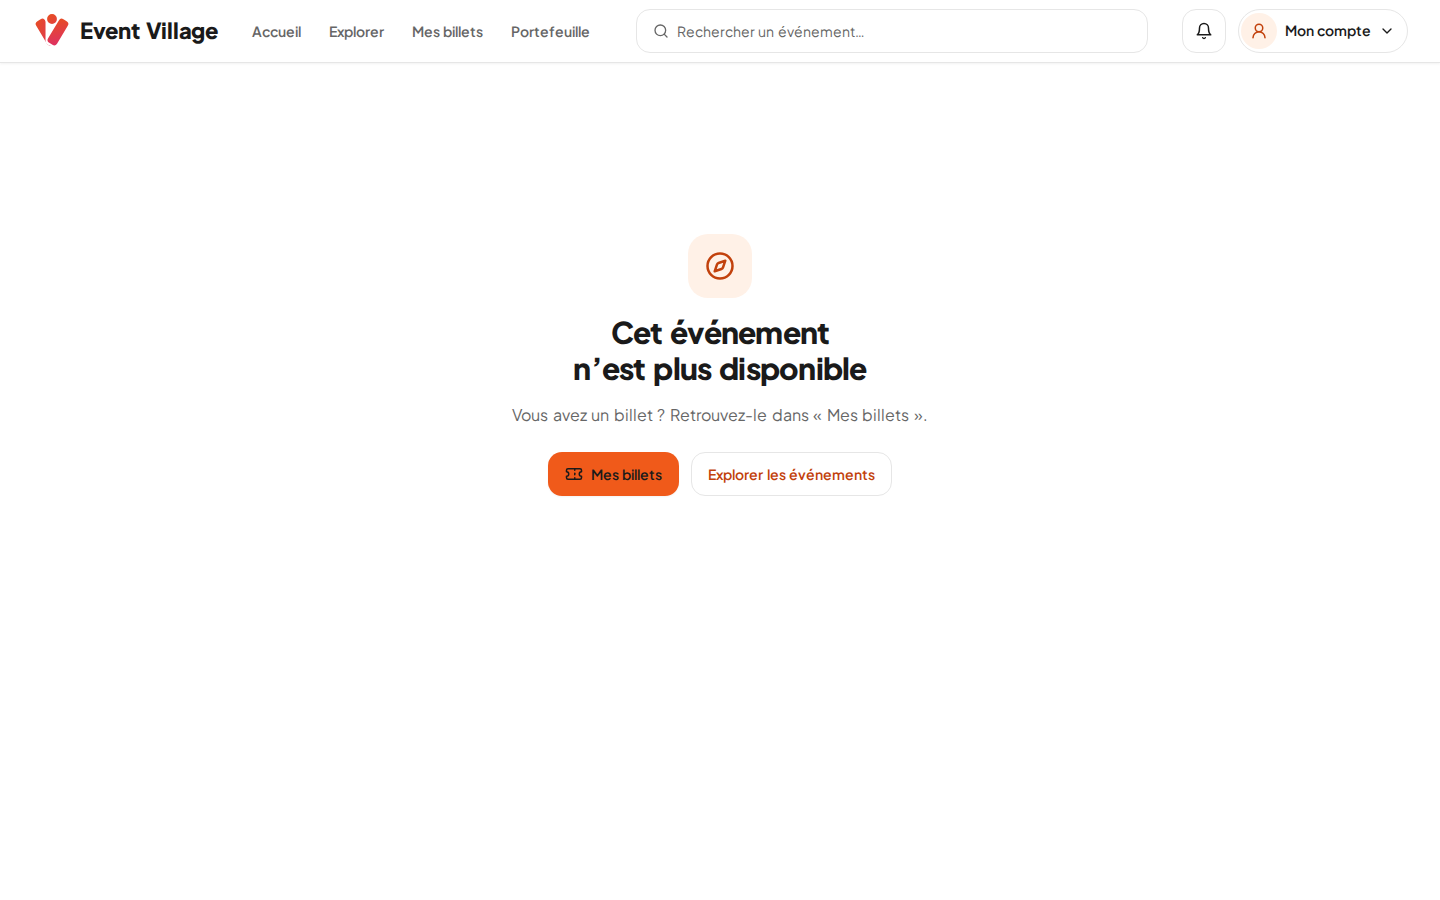 Event Village
Accueil
Explorer
Mes billets
Portefeuille
Rechercher un événement…
Mon compte
Cet événement
n’est plus disponible
Vous avez un billet ? Retrouvez-le dans « Mes billets ».
Mes billets
Explorer les événements